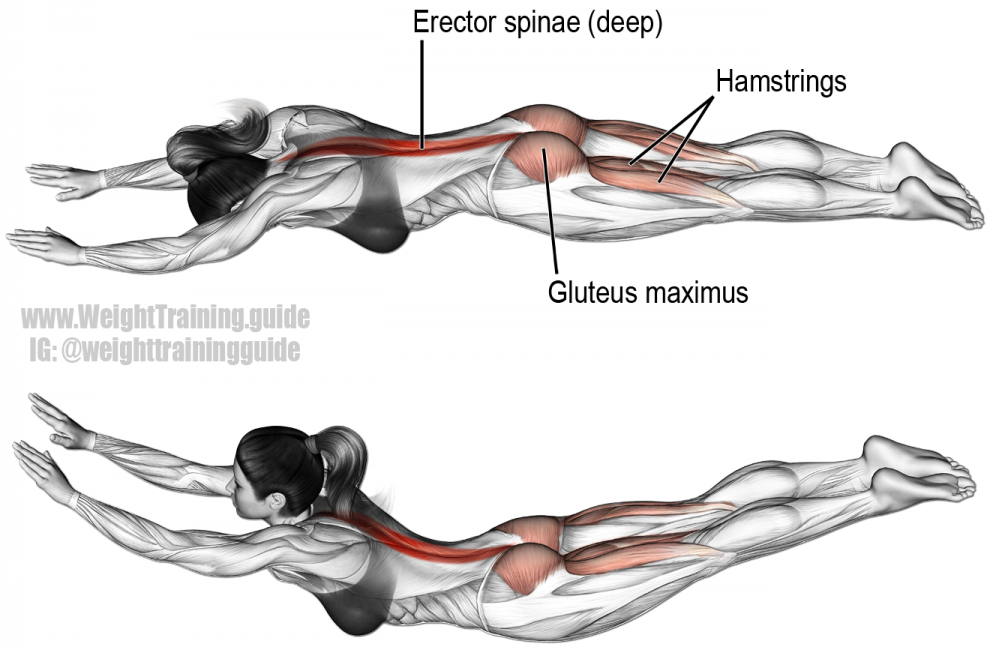 Erector spinae (deep)
Hamstrings
Gluteus maximus
www.WeightTraining.guide
IG: @weighttrainingguide